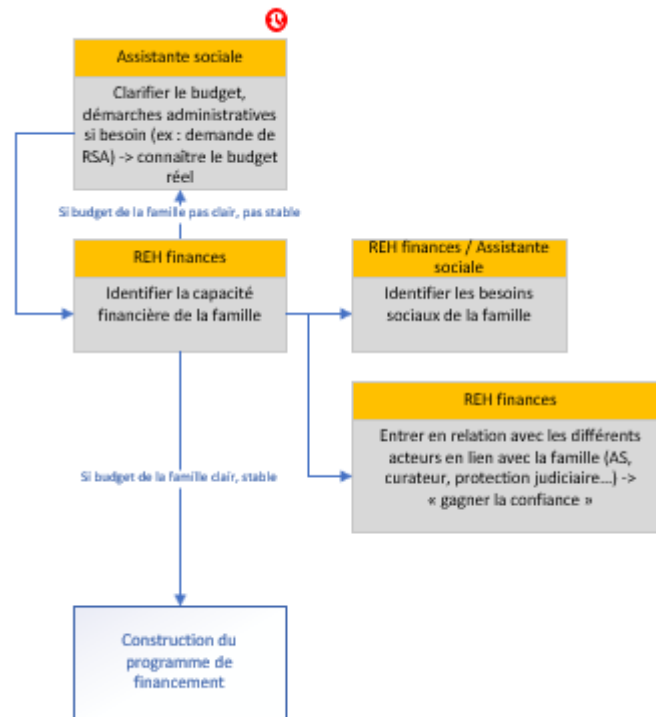 Assistante sociale
Clarifier le budget,
démarches administratives
si besoin (ex : demande de
RSA) -> connaître le budget
réel
Si budget de la famille pas clair, pas stable
REH finances
Identifier la capacité
financière de la famille
REH finances / Assistante
sociale
Identifier les besoins
sociaux de la famille
REH finances
Entrer en relation avec les différents
acteurs en lien avec la famille (AS,
curateur, protection judiciaire...) ->
« gagner la confiance »
Si budget de la famille clair, stable
Construction du
programme de
financement